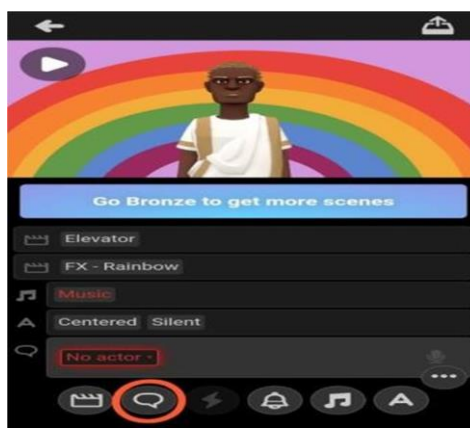 Go Bronze to get more scenes
Elevator
FX - Rainbow
Music
A Centered Silent
No actor
A